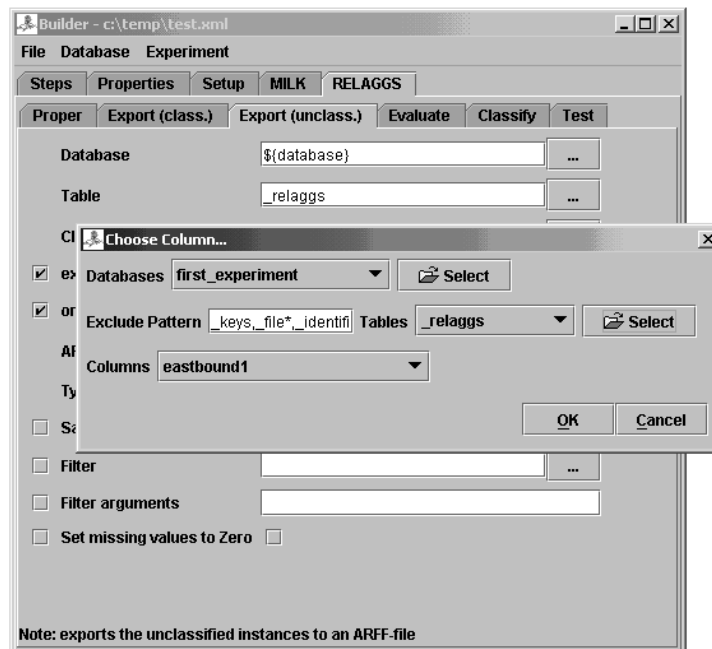 Builder - c:\temp\test.xml
File Database Experiment
Steps Properties Setup MILK RELAGGS
Proper Export (class.) Export (unclass.) Evaluate Classify Test
Database ${database} ...
Table _relaggs ...
Choose Column...
Databases first_experiment Select
Exclude Pattern _keys,_file*,_identifi Tables _relaggs Select
Columns eastbound1
OK Cancel
Filter ...
Filter arguments
Set missing values to Zero
Note: exports the unclassified instances to an ARFF-file